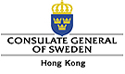 CONSULATE GENERAL
OF SWEDEN
Hong Kong